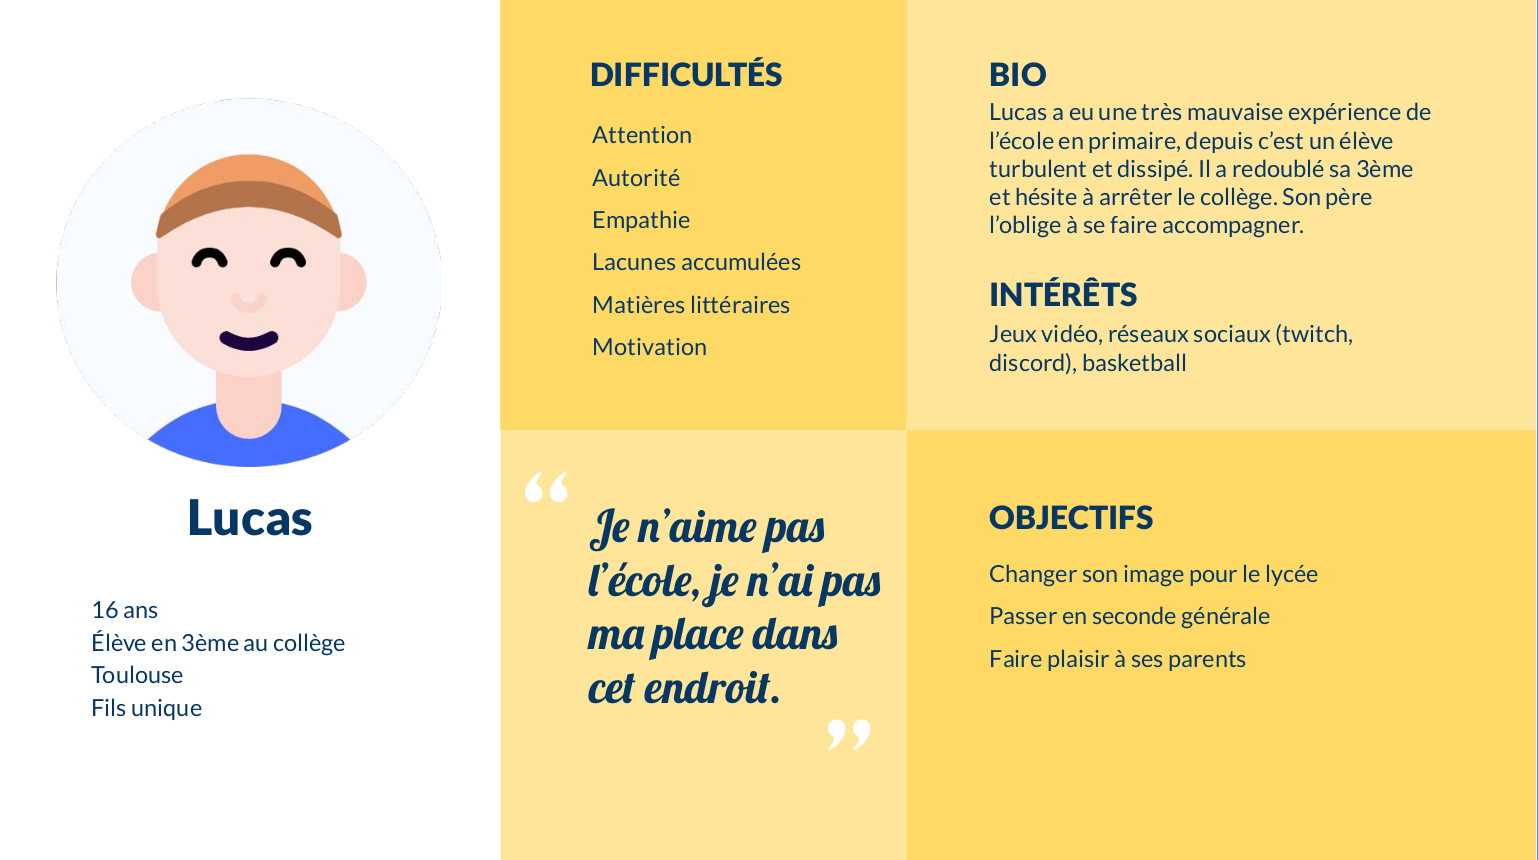 Lucas
16 ans
Élève en 3ème au collège
Toulouse
Fils unique
DIFFICULTÉS
Attention
Autorité
Empathie
Lacunes accumulées
Matières littéraires
Motivation
BIO
Lucas a eu une très mauvaise expérience de
l’école en primaire, depuis c’est un élève
turbulent et dissipé. Il a redoublé sa 3ème
et hésite à arrêter le collège. Son père
l’oblige à se faire accompagner.
INTÉRÊTS
Jeux vidéo, réseaux sociaux (twitch,
discord), basketball
“
Je n’aime pas
l’école, je n’ai pas
ma place dans
cet endroit.
”
OBJECTIFS
Changer son image pour le lycée
Passer en seconde générale
Faire plaisir à ses parents